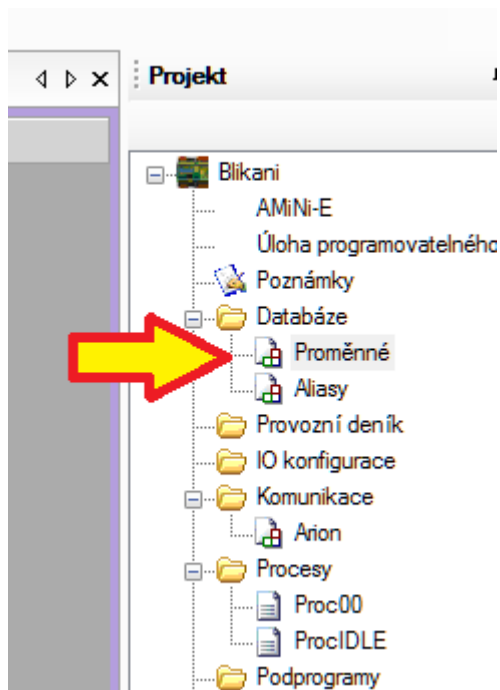 Projekt
Blikani
AMiNi-E
Úloha programovatelného
Poznámky
Databáze
Proměnné
Aliasy
Provozní deník
IO konfigurace
Komunikace
Arion
Procesy
Proc00
ProcIDLE
Podprogramy